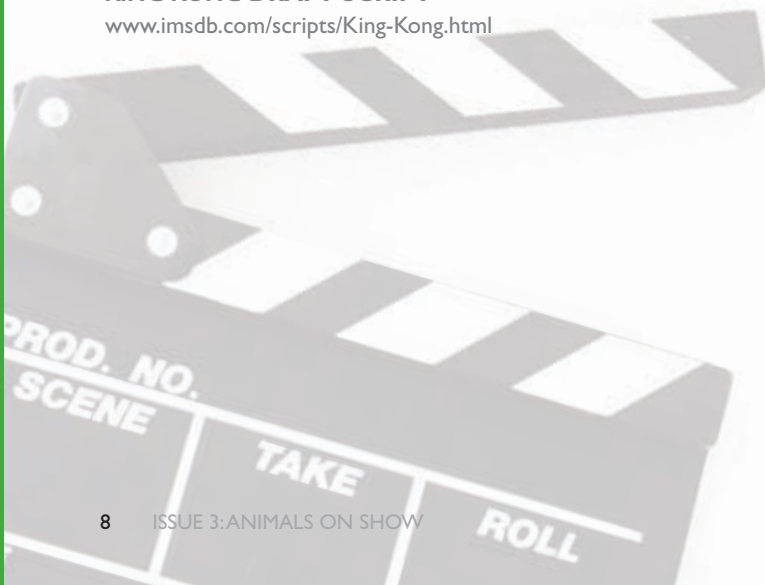 www.imsdb.com/scripts/King-Kong.html
PROD. NO.
SCENE
TAKE
ROLL
8 ISSUE 3: ANIMALS ON SHOW